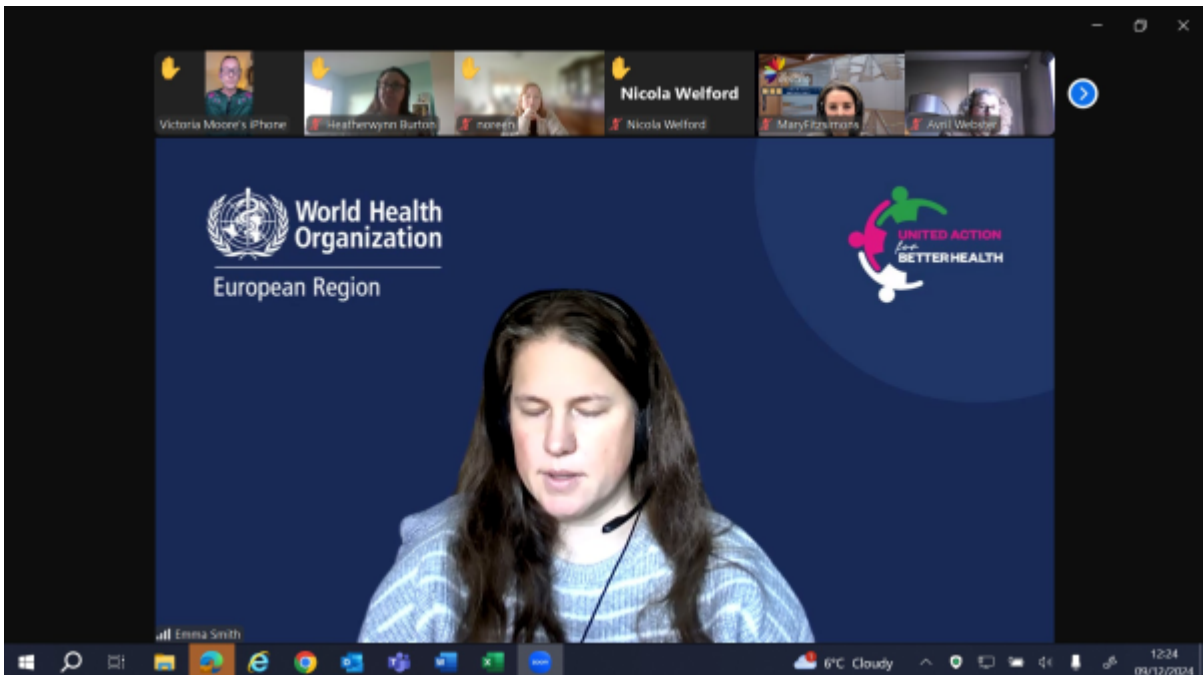 Nicola Welford
Victoria Moore's iPhone
Heatherwynn Burton
noreen
Nicola Welford
MaryFitzsimons
Avril Webster
World Health
Organization
European Region
UNITED ACTION
for
BETTER HEALTH
Emma Smith
zoom
6°C Cloudy
12:24
09/12/2024